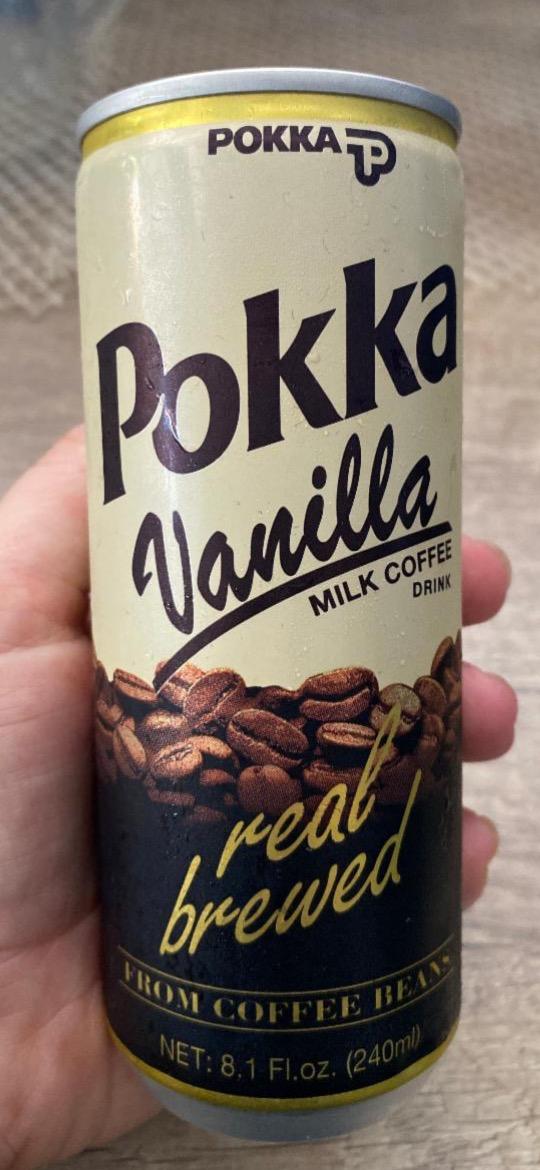 POKKA P
Pokka
Vanilla
MILK COFFEE
DRINK
real
brewed
FROM COFFEE BEANS
NET: 8.1 Fl.oz. (240ml)